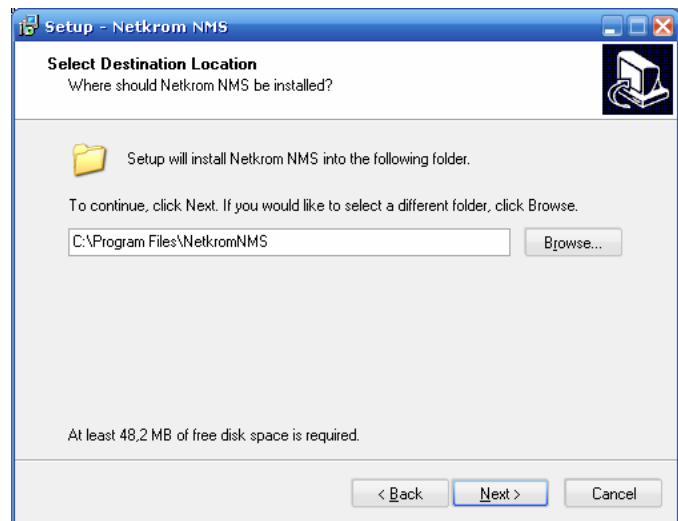 Setup - Netkrom NMS
Select Destination Location
Where should Netkrom NMS be installed?
Setup will install Netkrom NMS into the following folder.
To continue, click Next. If you would like to select a different folder, click Browse.
C:\Program Files\NetkromNMS
Browse...
At least 48,2 MB of free disk space is required.
< Back
Next >
Cancel